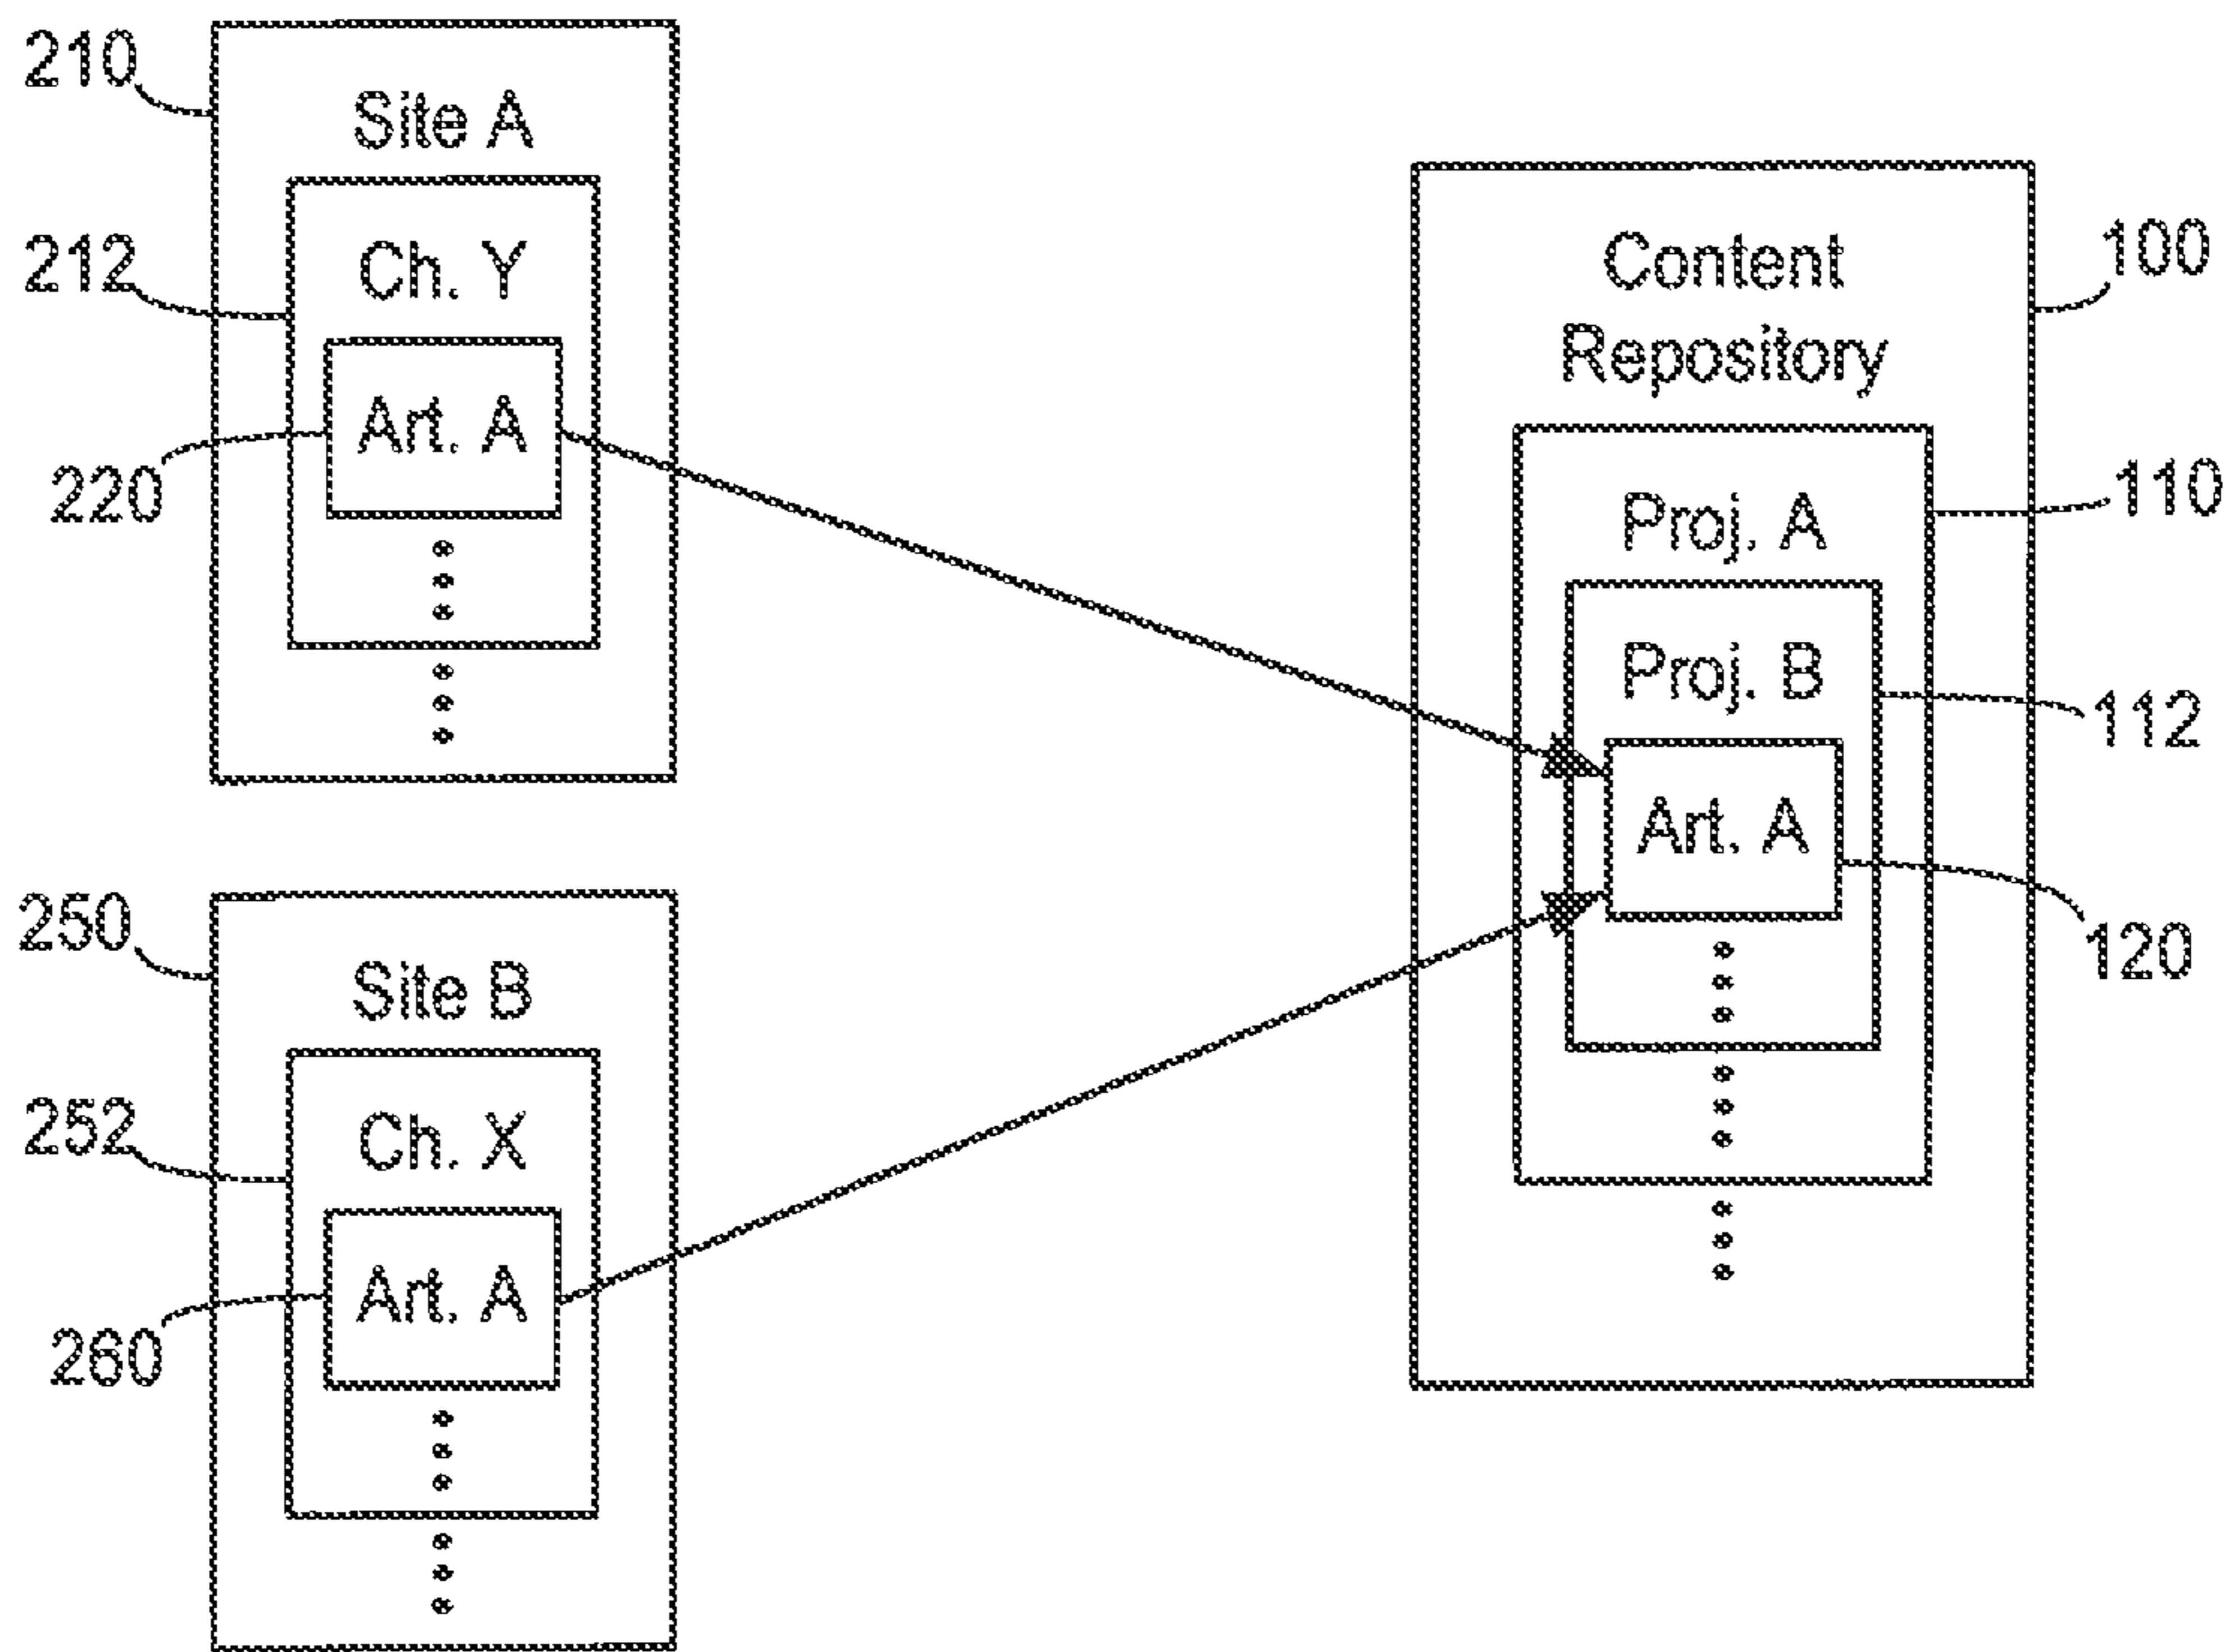 210
Site A
212
Ch. Y
220
Art. A
250
Site B
252
Ch. X
260
Art. A
Content
Repository
100
Proj. A
110
Proj. B
112
Art. A
120